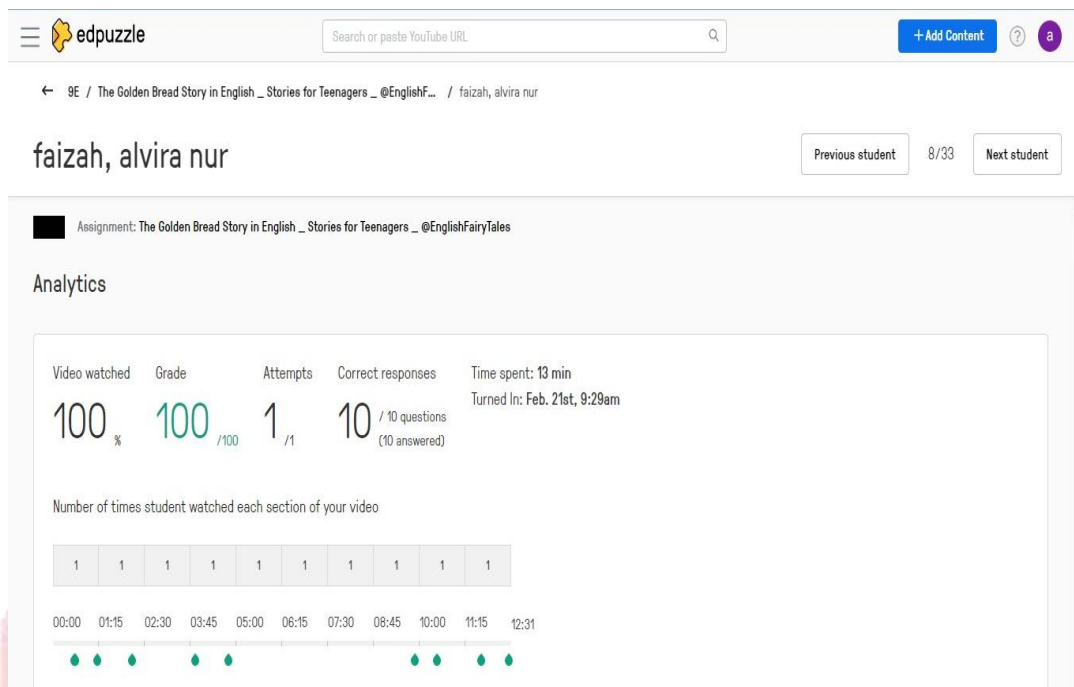 edpuzzle
Search or paste YouTube URL
+ Add Content
?
a
← 9E / The Golden Bread Story in English _ Stories for Teenagers _ @EnglishF... / faizah, alvira nur
faizah, alvira nur
Previous student 8/33 Next student
Assignment: The Golden Bread Story in English _ Stories for Teenagers _ @EnglishFairyTales
Analytics
Video watched Grade Attempts Correct responses Time spent: 13 min
Turned In: Feb. 21st, 9:29am
100 % 100 /100 1 /1 10 / 10 questions
(10 answered)
Number of times student watched each section of your video
1 1 1 1 1 1 1 1 1 1
00:00 01:15 02:30 03:45 05:00 06:15 07:30 08:45 10:00 11:15 12:31